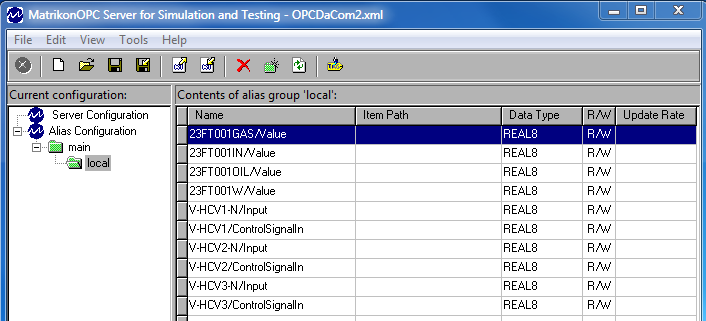 MatrikonOPC Server for Simulation and Testing - OPCDaCom2.xml
File Edit View Tools Help
Current configuration: Contents of alias group 'local':
Server Configuration
Alias Configuration
main
local
Name Item Path Data Type R/W Update Rate
23FT001GAS/Value REAL8 R/W
23FT001IN/Value REAL8 R/W
23FT001OIL/Value REAL8 R/W
23FT001W/Value REAL8 R/W
V-HCV1-N/Input REAL8 R/W
V-HCV1/ControlSignalIn REAL8 R/W
V-HCV2-N/Input REAL8 R/W
V-HCV2/ControlSignalIn REAL8 R/W
V-HCV3-N/Input REAL8 R/W
V-HCV3/ControlSignalIn REAL8 R/W